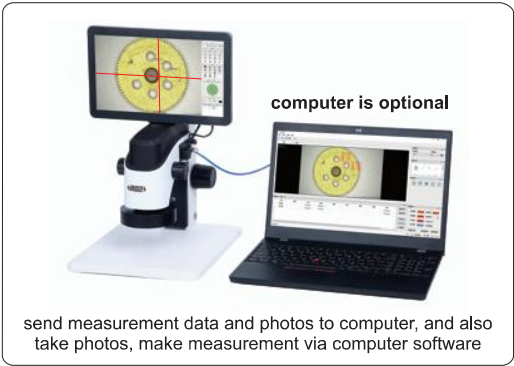 computer is optional
send measurement data and photos to computer, and also
take photos, make measurement via computer software